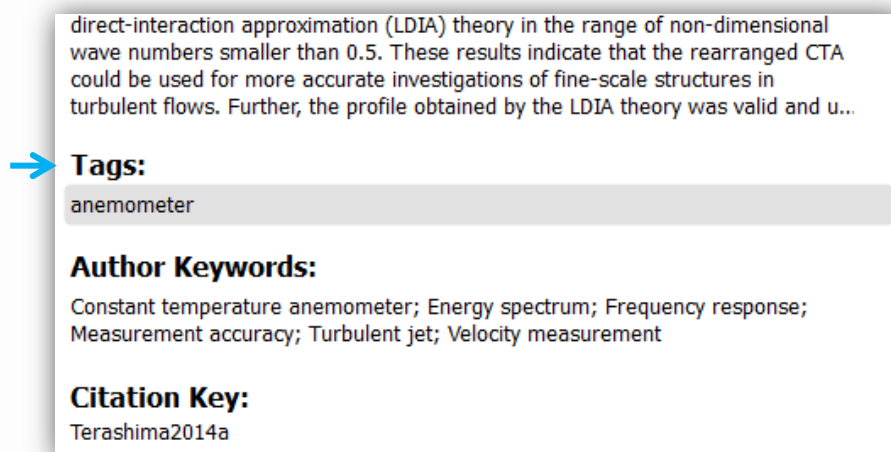 direct-interaction approximation (LDIA) theory in the range of non-dimensional
wave numbers smaller than 0.5. These results indicate that the rearranged CTA
could be used for more accurate investigations of fine-scale structures in
turbulent flows. Further, the profile obtained by the LDIA theory was valid and u...
Tags:
anemometer
Author Keywords:
Constant temperature anemometer; Energy spectrum; Frequency response;
Measurement accuracy; Turbulent jet; Velocity measurement
Citation Key:
Terashima2014a